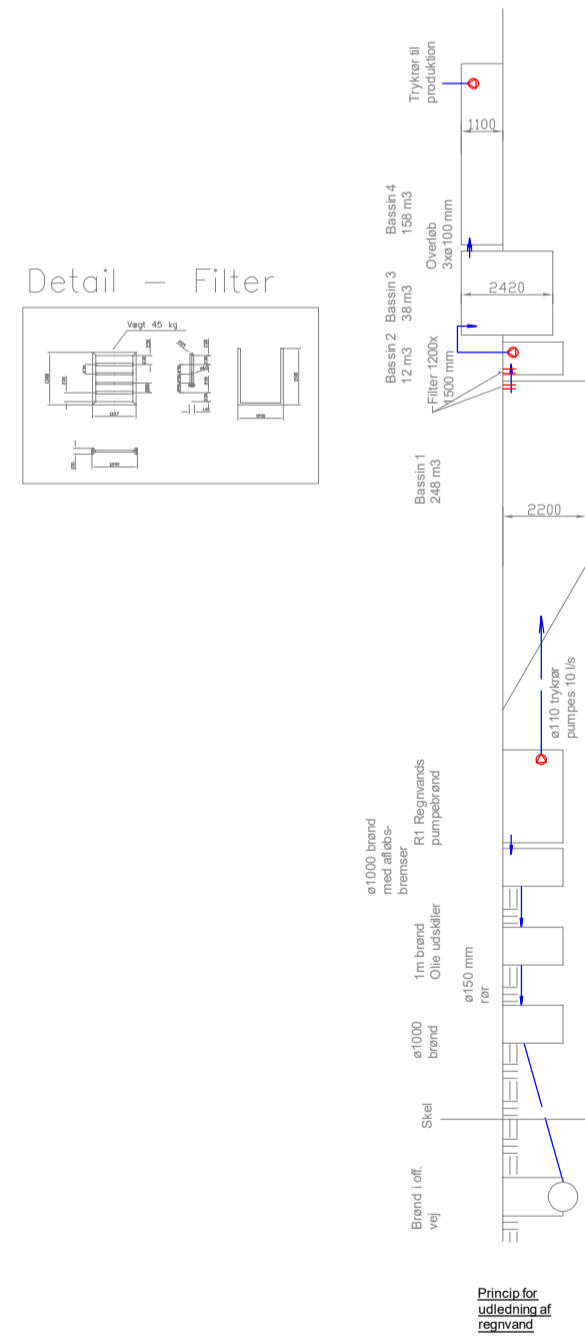 Trykrør til
produktion
1100
Bassin 4
158 m3
Overløb
3xø100 mm
Detail - Filter
Vægt 45 kg
Bassin 3
38 m3
2420
Bassin 2
12 m3
Filter 1200x
1500 mm
Bassin 1
248 m3
2200
ø110 trykrør
pumpes 10 l/s
R1 Regnvands
pumpebrønd
ø1000 brønd
med afløbs-
bremser
1m brønd
Olie udskiller
ø150 mm
rør
ø1000
brønd
Skel
Brønd i off.
vej
Princip for
udledning af
regnvand